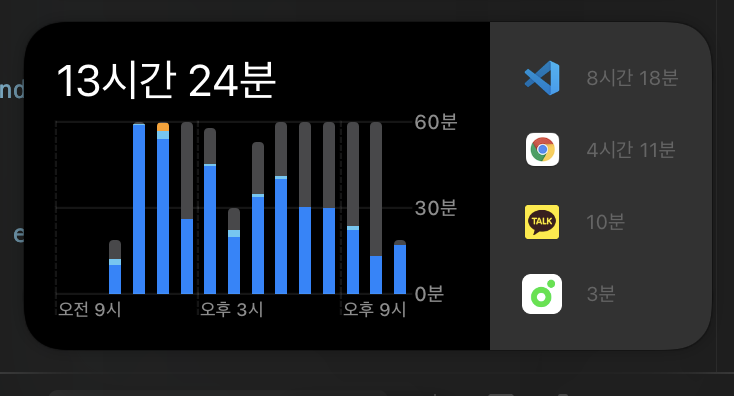 nd
e
13시간 24분
60분
30분
0분
오전 9시
오후 3시
오후 9시
8시간 18분
4시간 11분
TALK
10분
3분